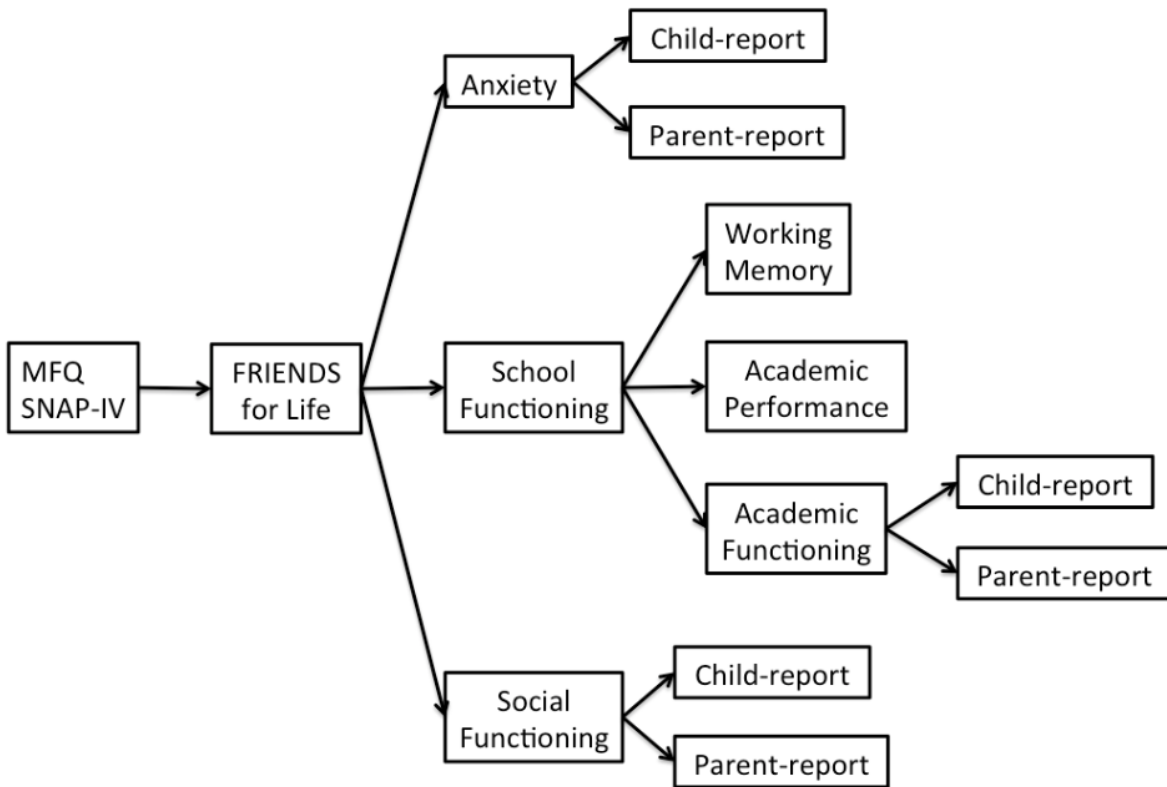 MFQ
SNAP-IV
FRIENDS
for Life
Anxiety
Child-report
Parent-report
School
Functioning
Working
Memory
Academic
Performance
Academic
Functioning
Child-report
Parent-report
Social
Functioning
Child-report
Parent-report